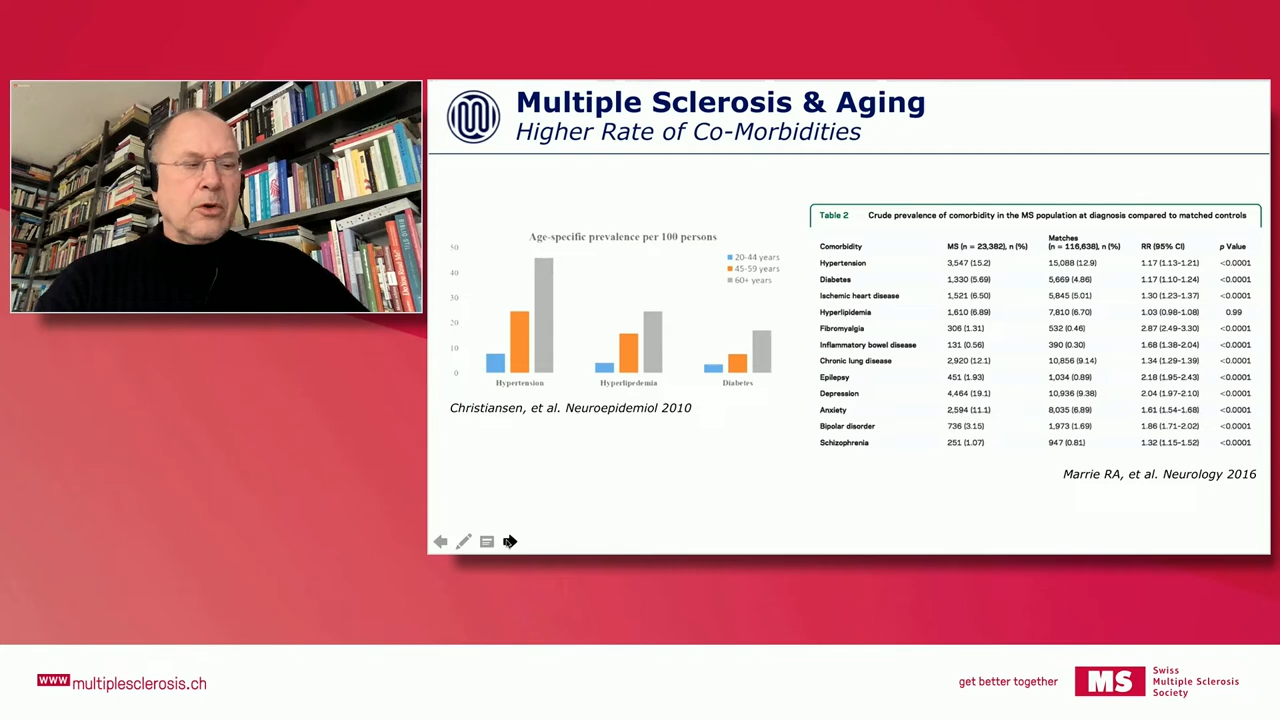 Multiple Sclerosis & Aging
Higher Rate of Co-Morbidities
Age-specific prevalence per 100 persons
50
40
30
20
10
0
20-44 years
45-59 years
60+ years
Hypertension
Hyperlipedemia
Diabetes
Christiansen, et al. Neuroepidemiol 2010
Table 2 Crude prevalence of comorbidity in the MS population at diagnosis compared to matched controls
Comorbidity MS (n = 23,382), n (%) Matches (n = 116,638), n (%) RR (95% CI) p Value
Hypertension 3,547 (15.2) 15,088 (12.9) 1.17 (1.13–1.21) <0.0001
Diabetes 1,330 (5.69) 5,669 (4.86) 1.17 (1.10–1.24) <0.0001
Ischemic heart disease 1,521 (6.50) 5,845 (5.01) 1.30 (1.23–1.37) <0.0001
Hyperlipidemia 1,610 (6.89) 7,810 (6.70) 1.03 (0.98–1.08) 0.99
Fibromyalgia 306 (1.31) 532 (0.46) 2.87 (2.49–3.30) <0.0001
Inflammatory bowel disease 131 (0.56) 390 (0.30) 1.68 (1.38–2.04) <0.0001
Chronic lung disease 2,920 (12.1) 10,856 (9.14) 1.34 (1.29–1.39) <0.0001
Epilepsy 451 (1.93) 1,034 (0.89) 2.18 (1.95–2.43) <0.0001
Depression 4,464 (19.1) 10,936 (9.38) 2.04 (1.97–2.10) <0.0001
Anxiety 2,594 (11.1) 8,035 (6.89) 1.61 (1.54–1.68) <0.0001
Bipolar disorder 736 (3.15) 1,973 (1.69) 1.86 (1.71–2.02) <0.0001
Schizophrenia 251 (1.07) 947 (0.81) 1.32 (1.15–1.52) <0.0001
Marrie RA, et al. Neurology 2016
www multiplesclerosis.ch
get better together
MS
Swiss
Multiple Sclerosis
Society